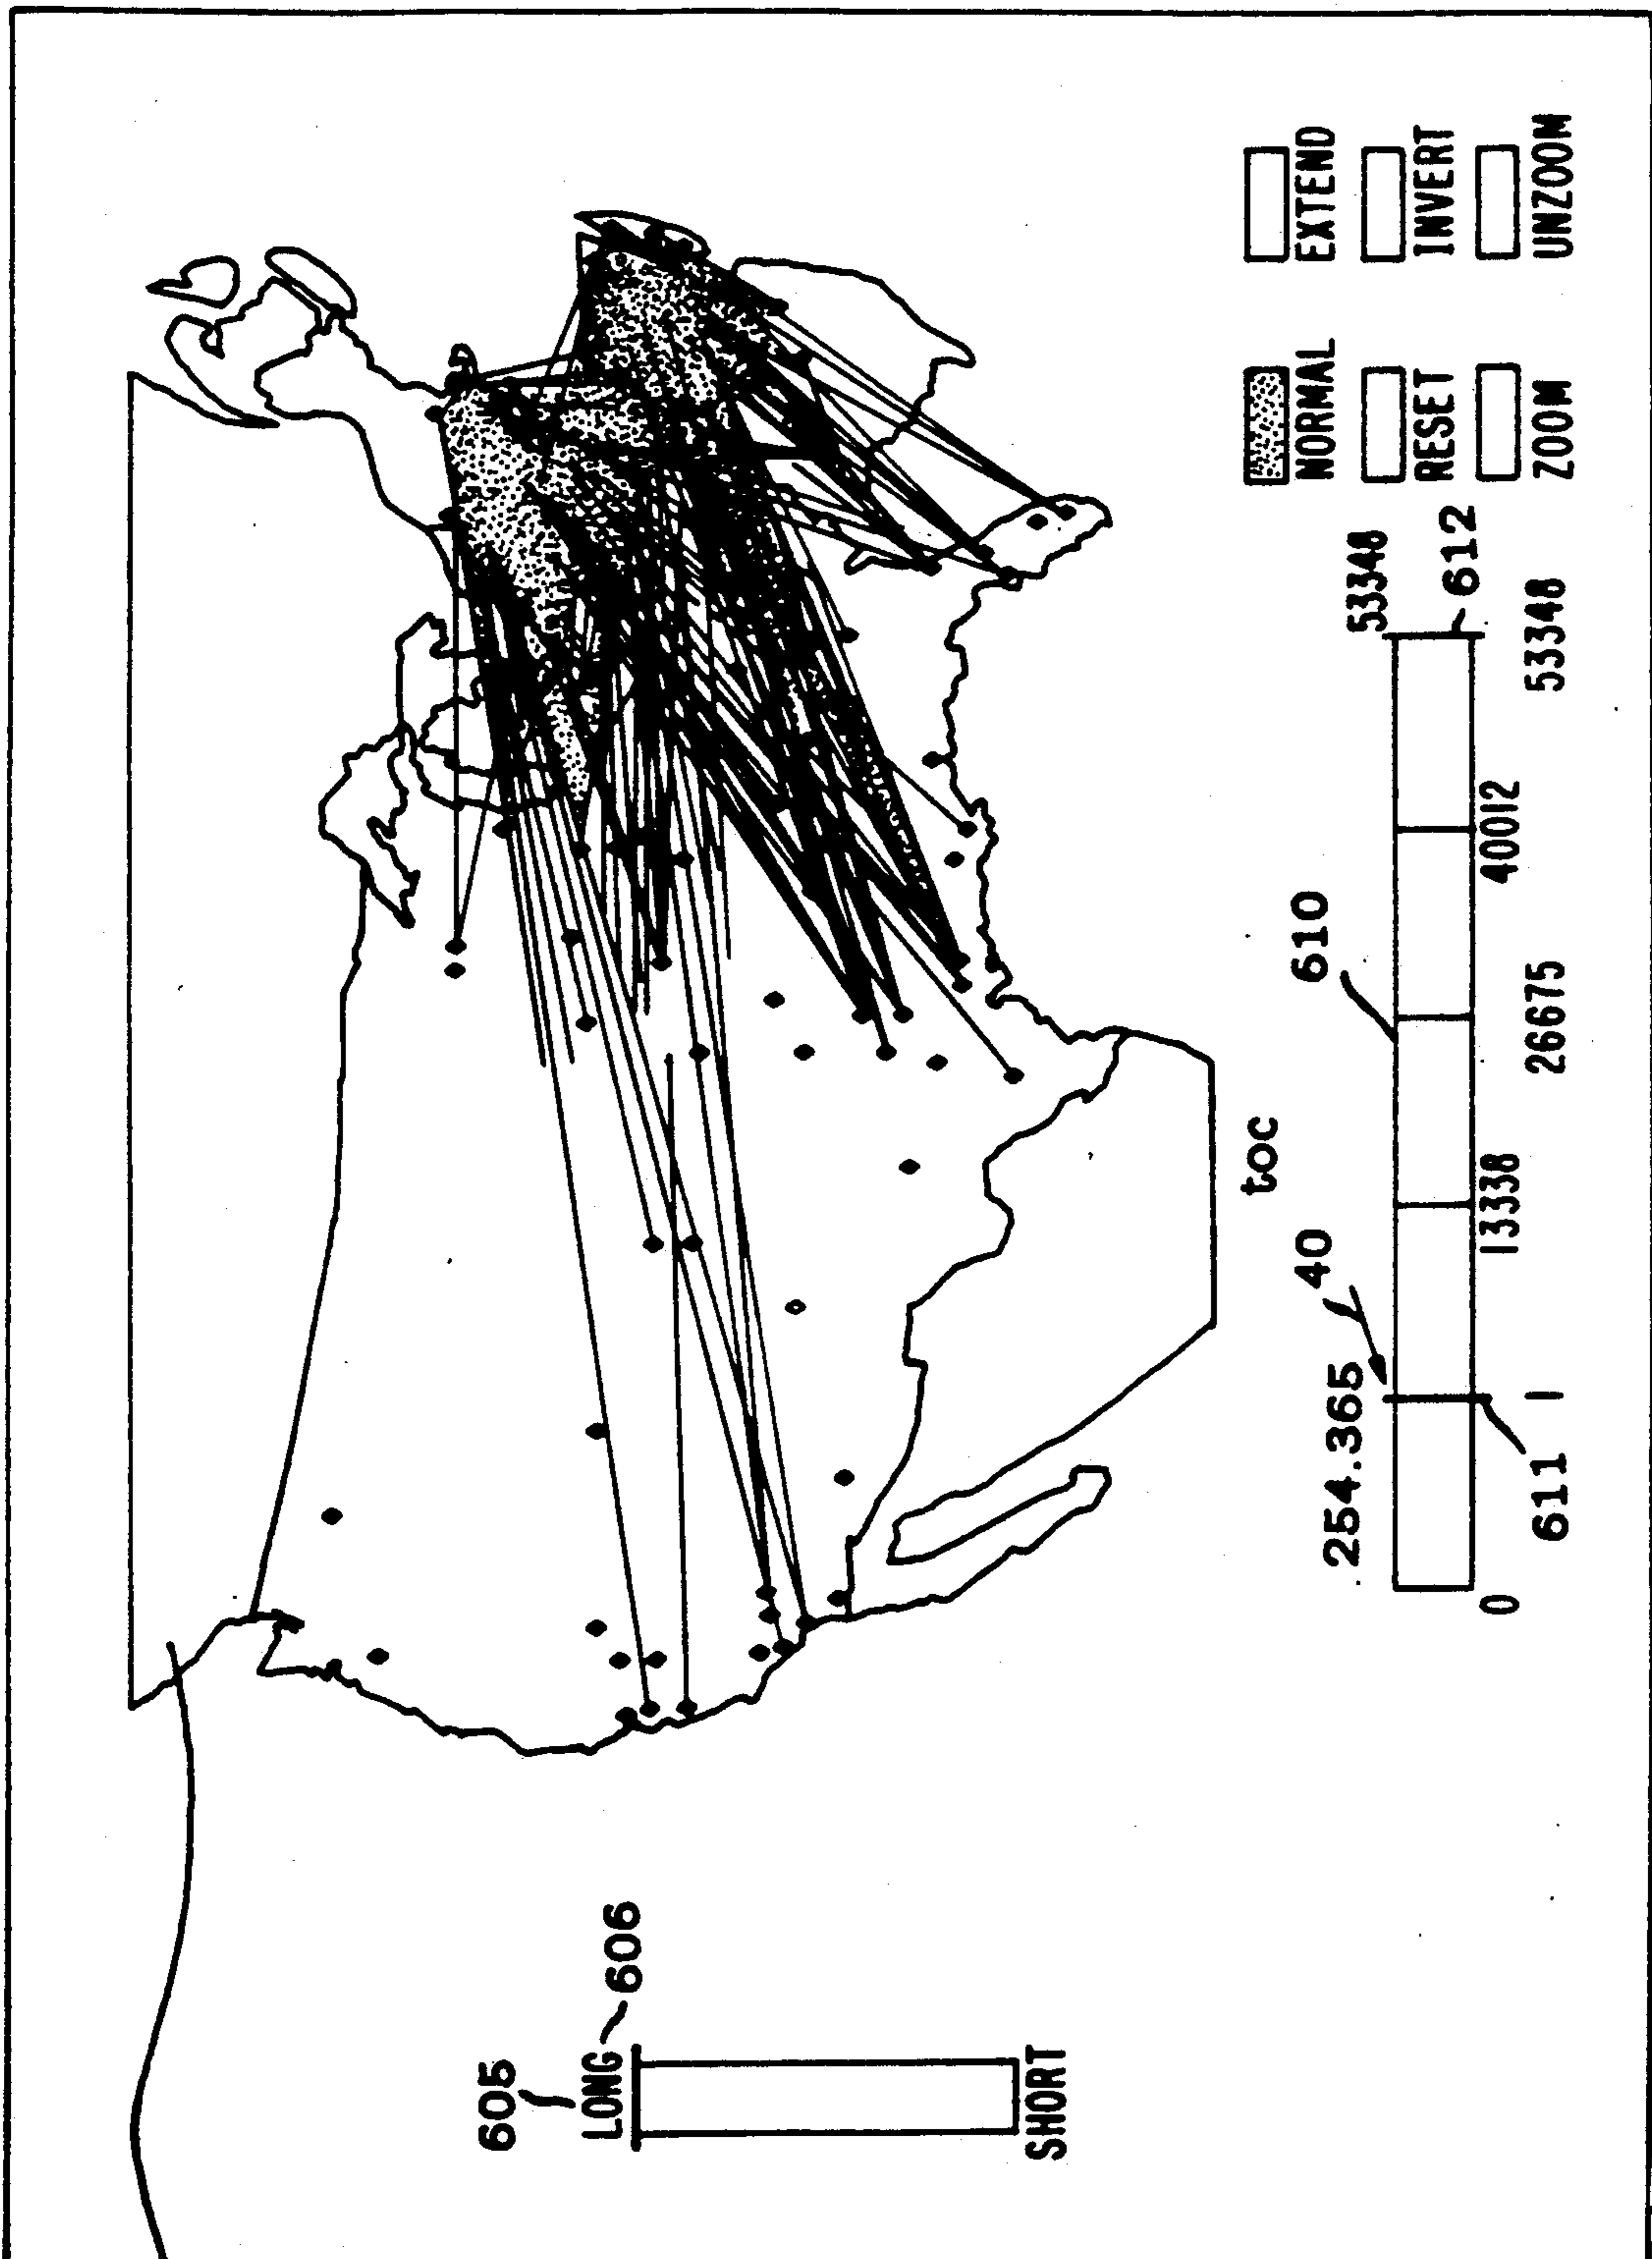 605
LONG 606
SHORT
toc
610
254.365 40 53348
612
0 1 13338 26675 40012 53348
611
NORMAL EXTEND
RESET INVERT
ZOOM UNZOOM